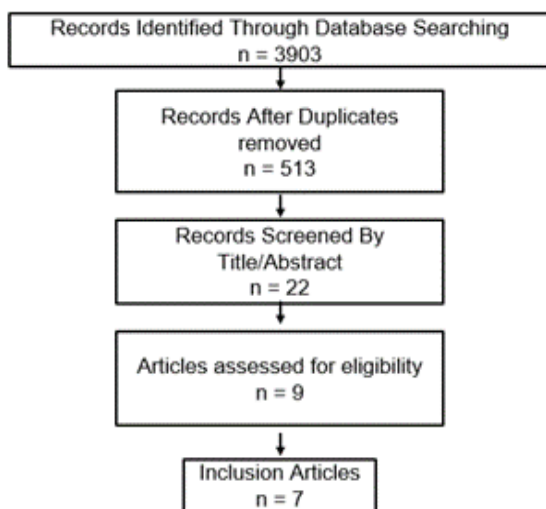 Records Identified Through Database Searching
n = 3903
Records After Duplicates
removed
n = 513
Records Screened By
Title/Abstract
n = 22
Articles assessed for eligibility
n = 9
Inclusion Articles
n = 7